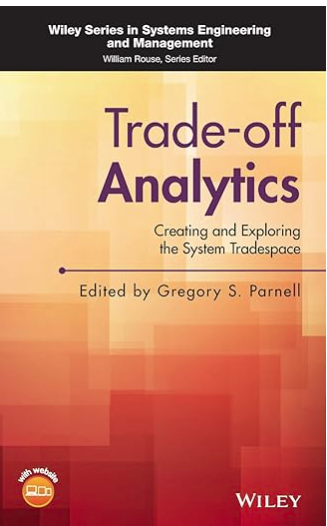 Wiley Series in Systems Engineering
and Management
William Rouse, Series Editor
Trade-off
Analytics
Creating and Exploring
the System Tradespace
Edited by Gregory S. Parnell
with website
WILEY